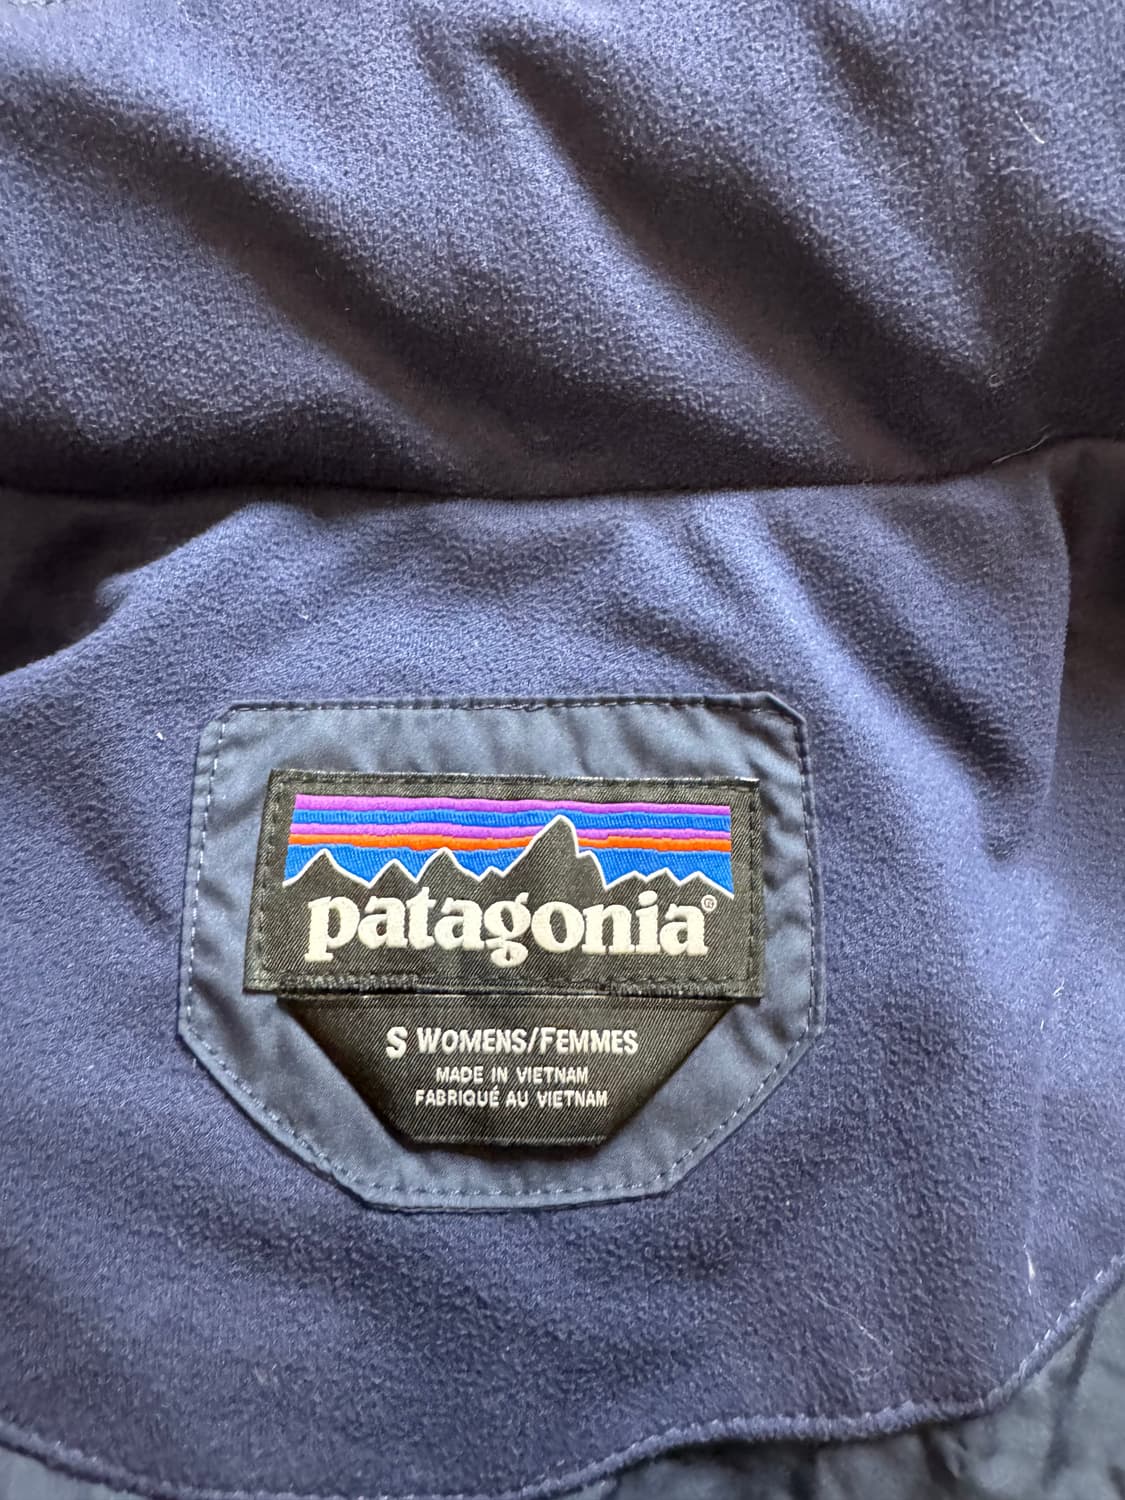 patagonia®
S WOMENS/FEMMES
MADE IN VIETNAM
FABRIQUÉ AU VIETNAM